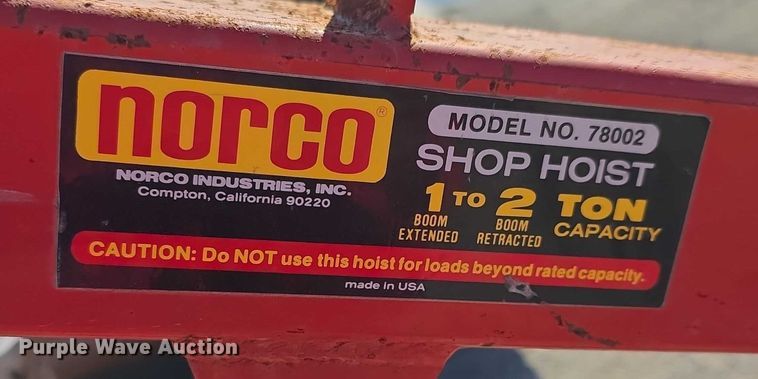 norco®
NORCO INDUSTRIES, INC.
Compton, California 90220
MODEL NO. 78002
SHOP HOIST
1 TO 2 TON
BOOM EXTENDED
BOOM RETRACTED
CAPACITY
CAUTION: Do NOT use this hoist for loads beyond rated capacity.
made in USA
Purple Wave Auction